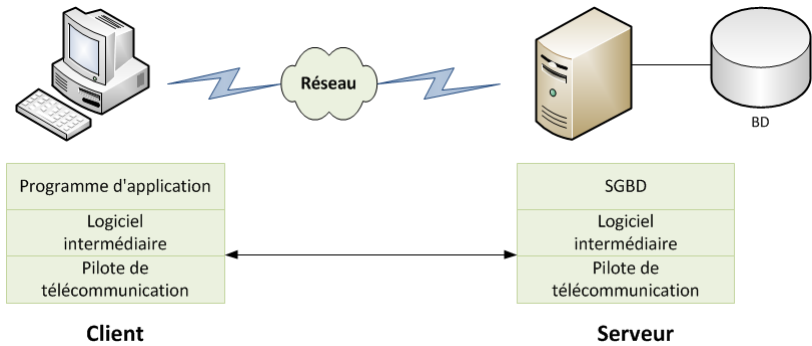 Réseau
BD
Programme d'application
Logiciel
intermédiaire
Pilote de
télécommunication
Client
SGBD
Logiciel
intermédiaire
Pilote de
télécommunication
Serveur